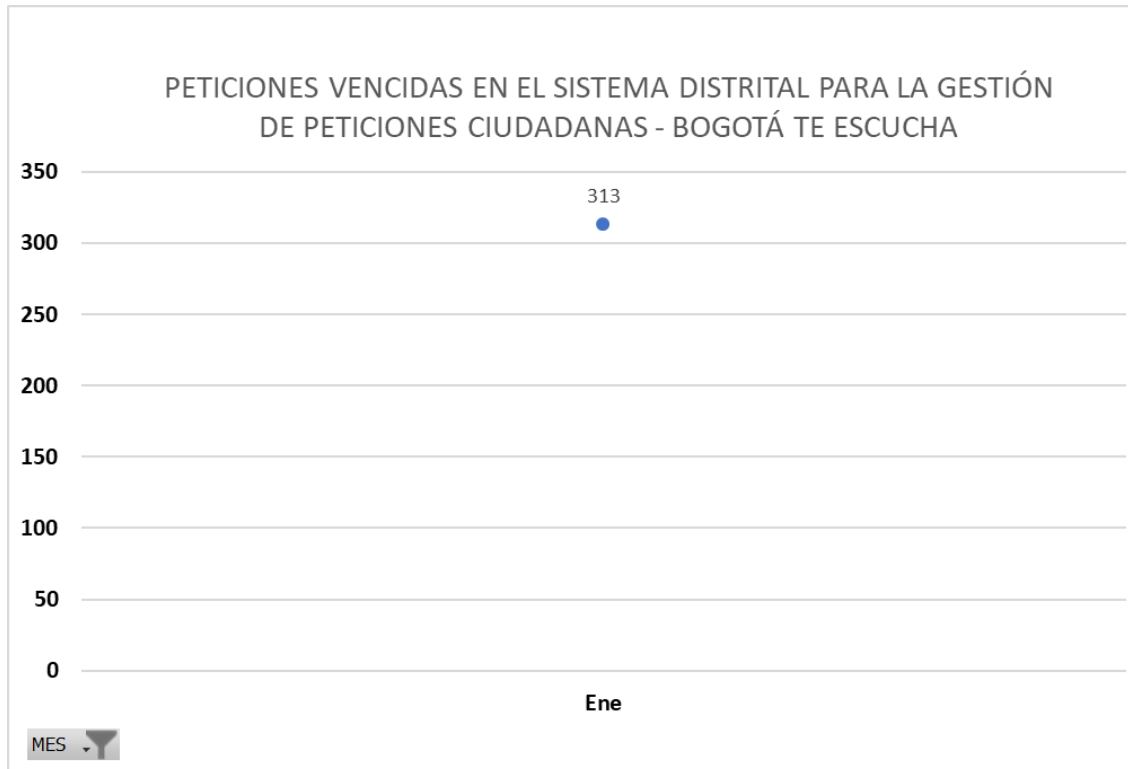 PETICIONES VENCIDAS EN EL SISTEMA DISTRITAL PARA LA GESTIÓN
DE PETICIONES CIUDADANAS - BOGOTÁ TE ESCUCHA
350
313
300
250
200
150
100
50
0
Ene
MES